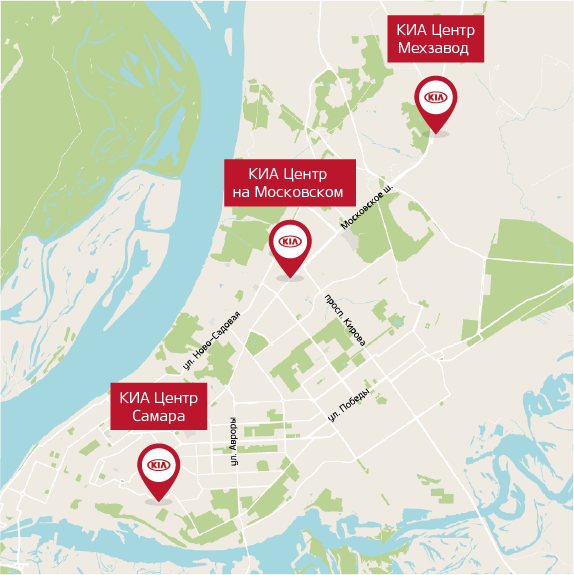 КИА Центр
Мехзавод
KIA
КИА Центр
на Московском
KIA
Московское ш.
просп. Кирова
ул. Ново-Садовая
ул. Победы
КИА Центр
Самара
ул. Авроры
KIA